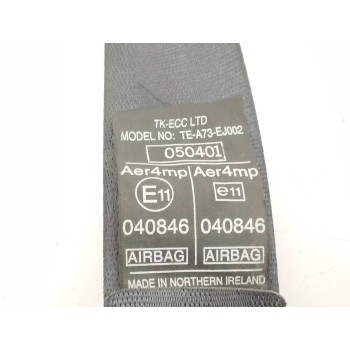 TK-ECC LTD
MODEL NO: TE-A73-EJ002
050401
Aer4mp Aer4mp
E11 e11
040846 040846
AIRBAG AIRBAG
MADE IN NORTHERN IRELAND